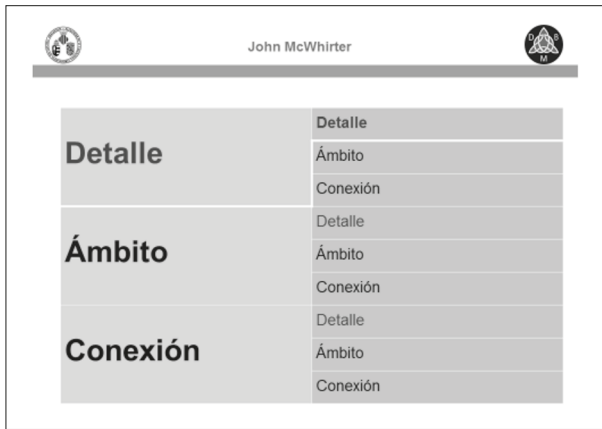 John McWhirter
D B
M
Detalle
Detalle
Ámbito
Conexión
Ámbito
Detalle
Ámbito
Conexión
Conexión
Detalle
Ámbito
Conexión